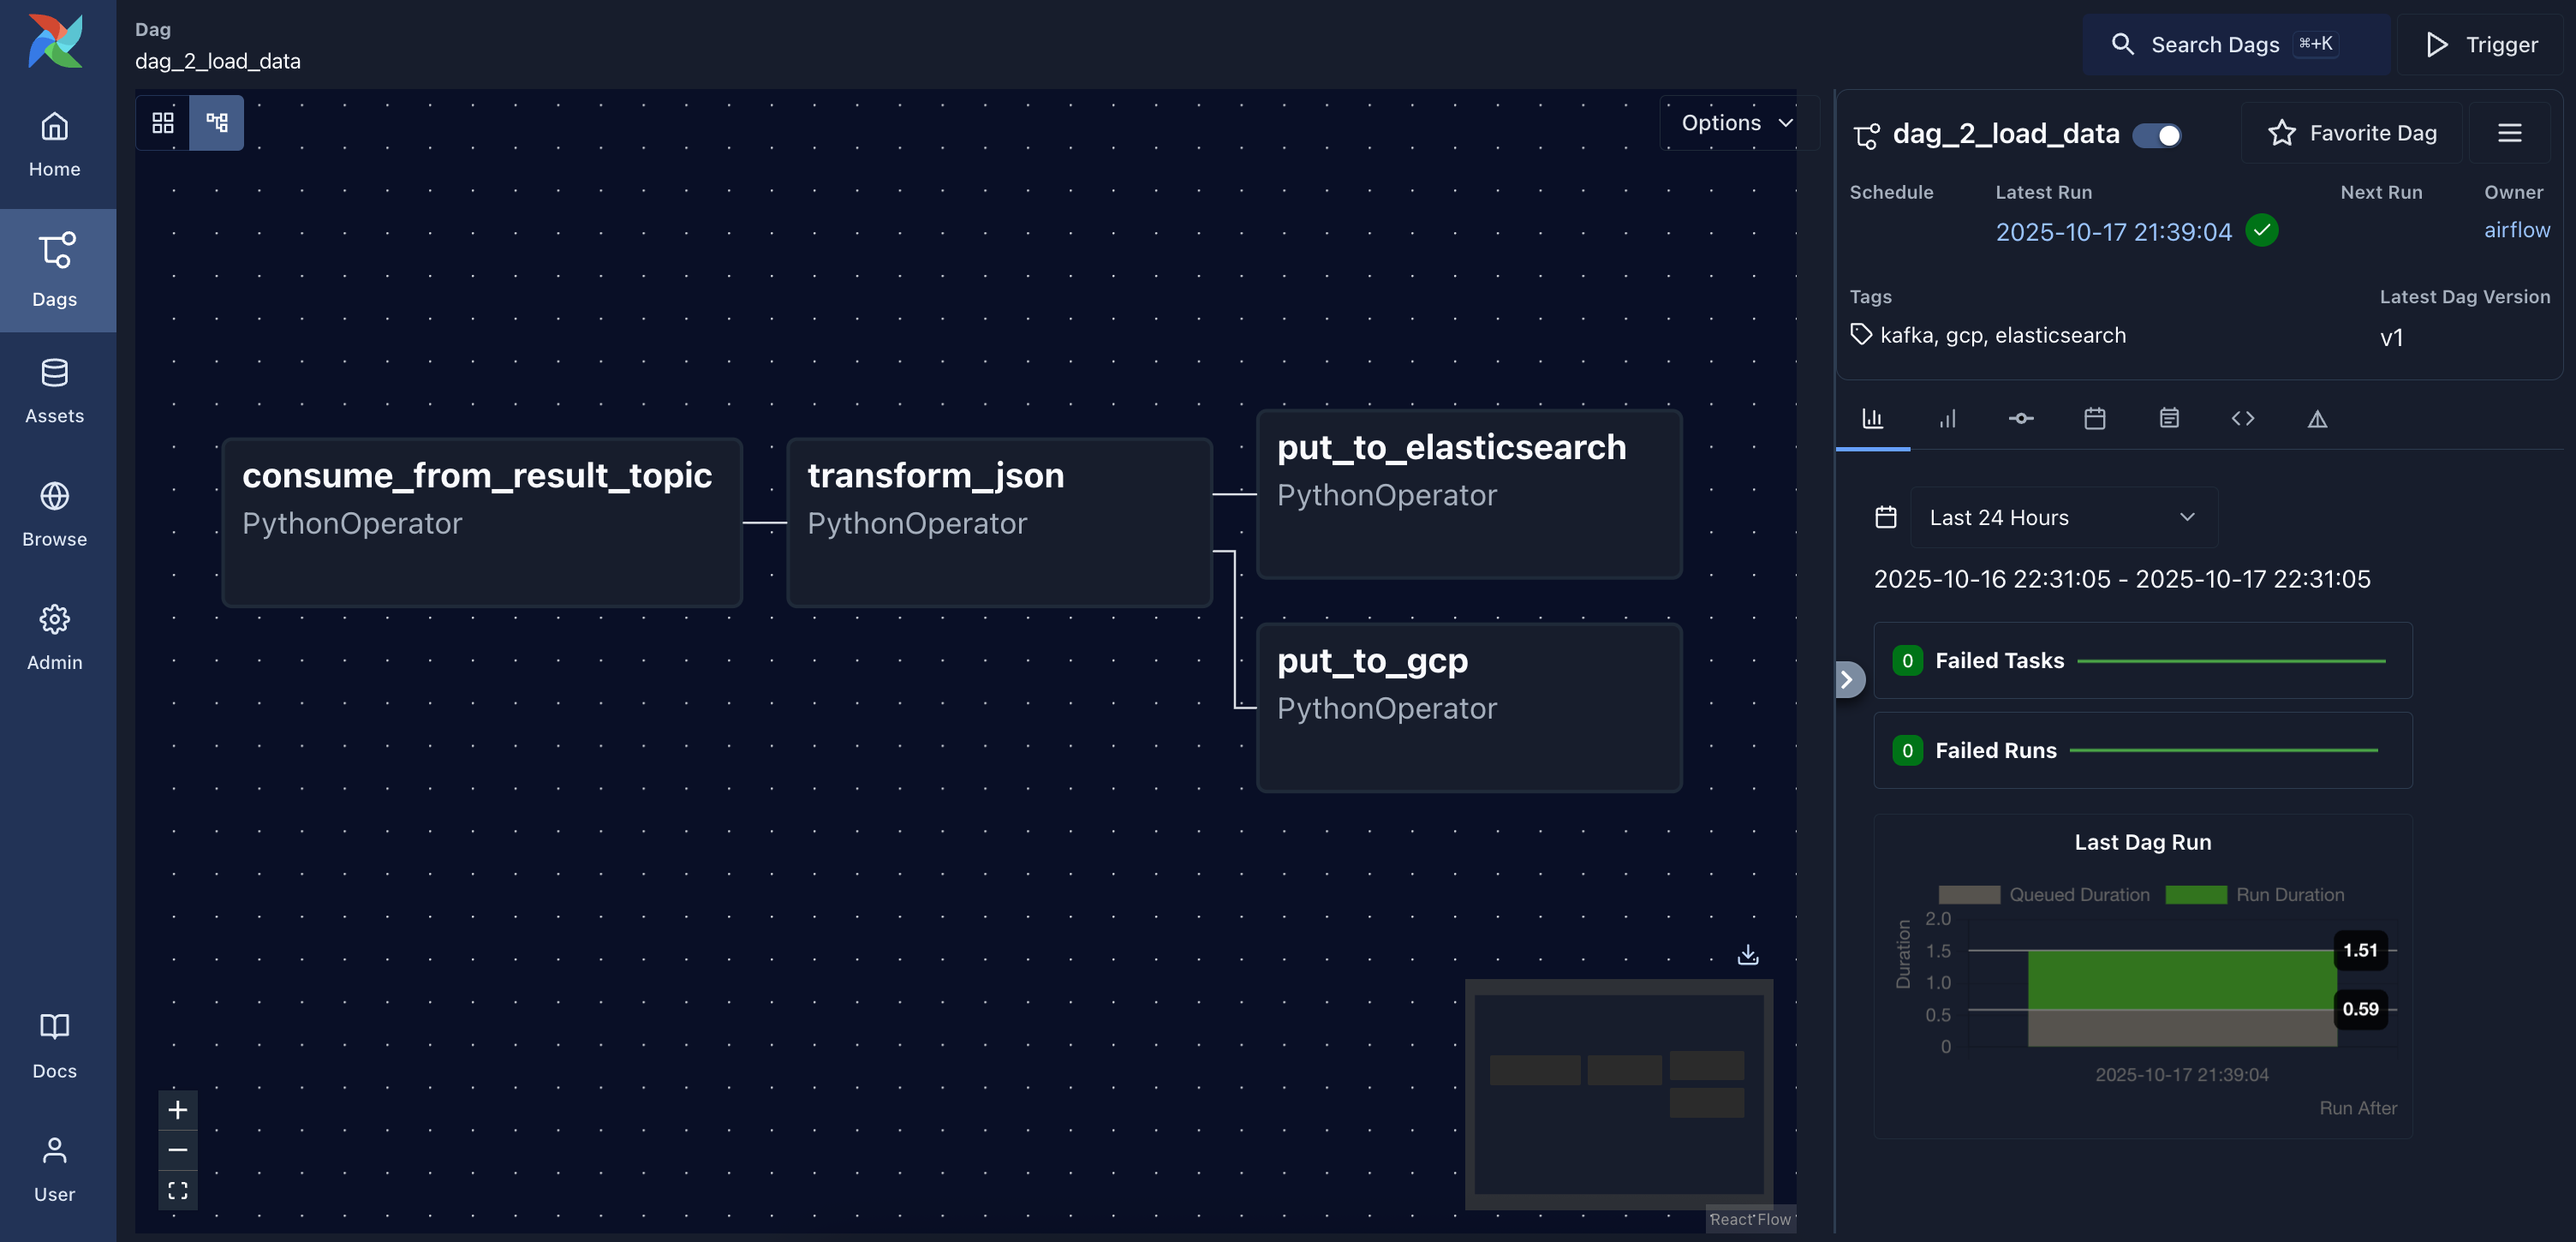 Dag
dag_2_load_data
Search Dags ⌘+K
Trigger
Home
Dags
Assets
Browse
Admin
Docs
User
Options
consume_from_result_topic
PythonOperator
transform_json
PythonOperator
put_to_elasticsearch
PythonOperator
put_to_gcp
PythonOperator
React Flow
dag_2_load_data
Favorite Dag
Schedule
Latest Run
Next Run
Owner
2025-10-17 21:39:04
airflow
Tags
Latest Dag Version
kafka, gcp, elasticsearch
v1
Last 24 Hours
2025-10-16 22:31:05 - 2025-10-17 22:31:05
0 Failed Tasks
0 Failed Runs
Last Dag Run
Queued Duration
Run Duration
Duration
2.0
1.5
1.0
0.5
0
1.51
0.59
2025-10-17 21:39:04
Run After